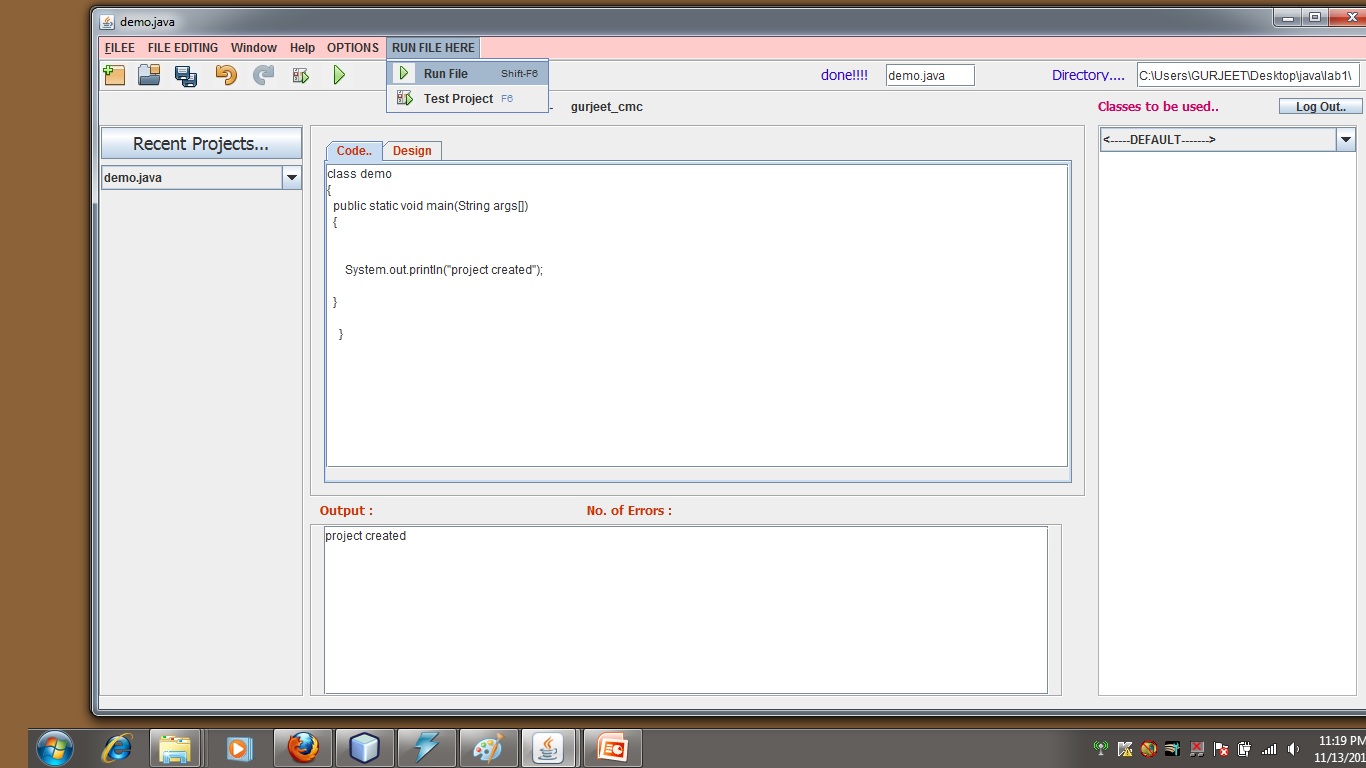 demo.java
FILEE FILE EDITING Window Help OPTIONS RUN FILE HERE
Run File Shift-F6
Test Project F6
done!!!! demo.java Directory.... C:\Users\GURJEET\Desktop\java\lab1\
gurjeet_cmc
Classes to be used.. Log Out..
Recent Projects...
demo.java
<-----DEFAULT------->
Code.. Design
class demo
{
public static void main(String args[])
{
System.out.println("project created");
}
}
Output : No. of Errors :
project created
11:19 PM
11/13/201